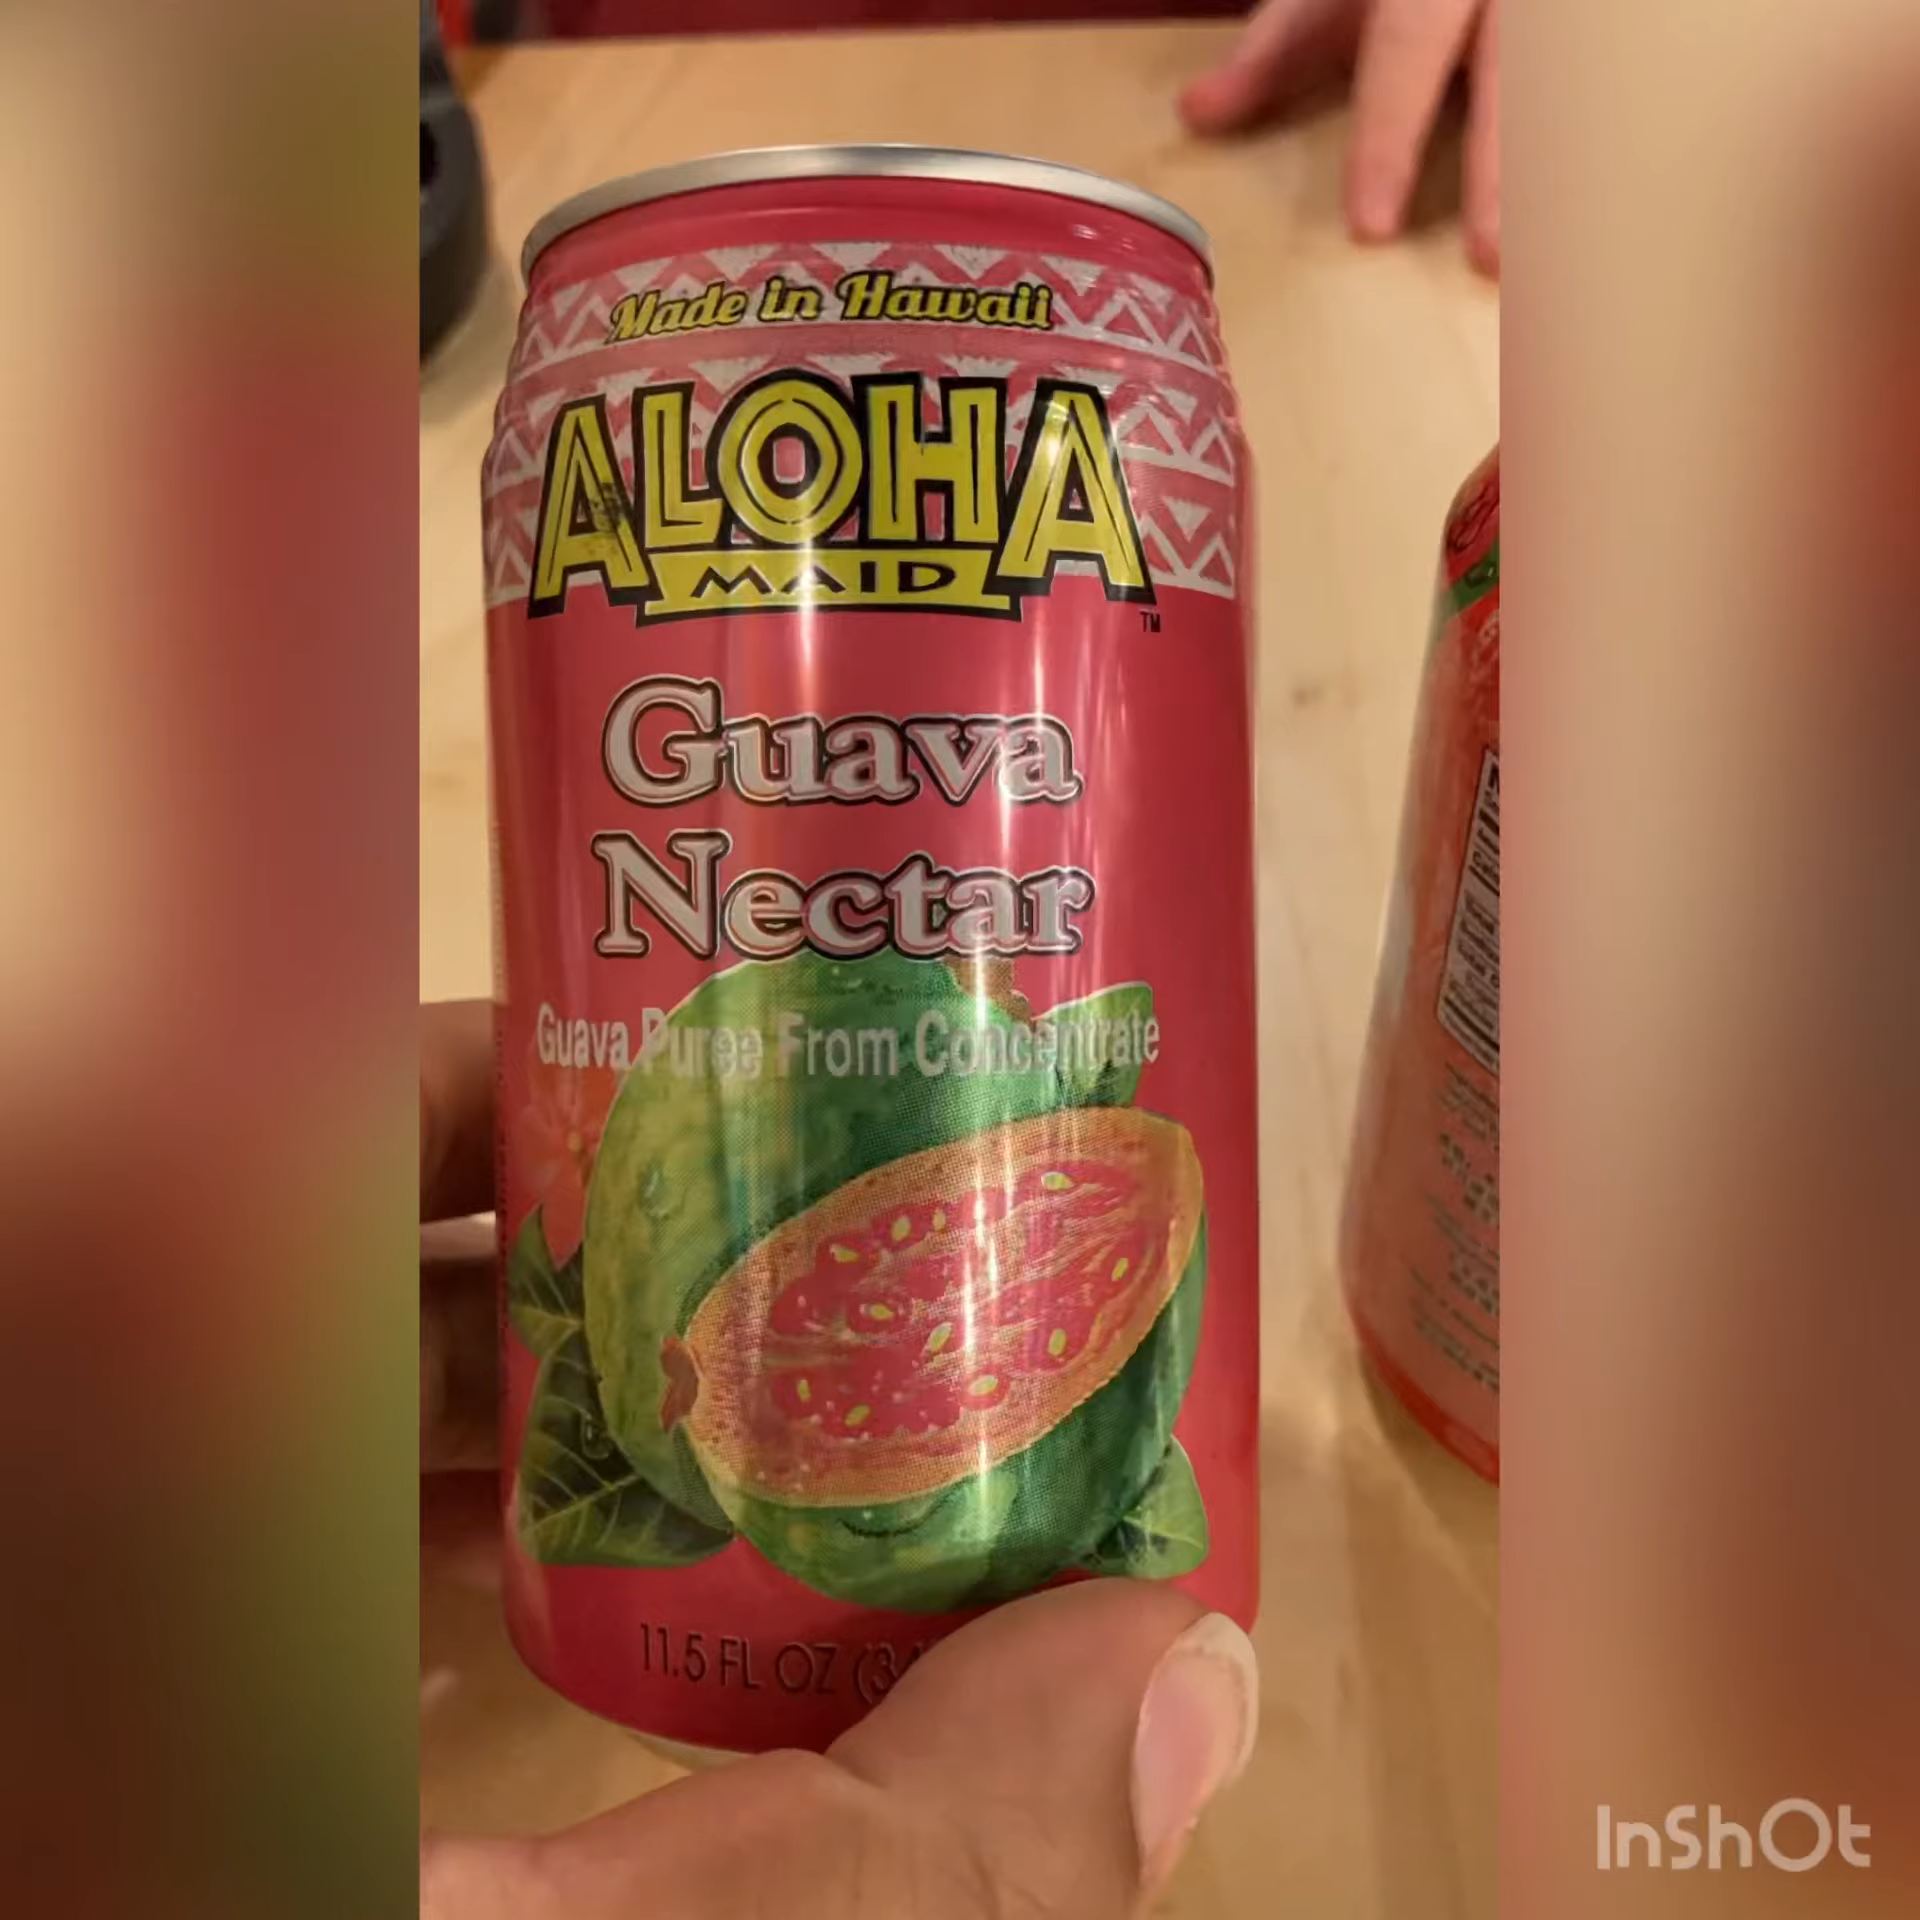 Made in Hawaii
ALOHA
MAID
TM
Guava
Nectar
Guava Puree From Concentrate
11.5 FL OZ
InShOt